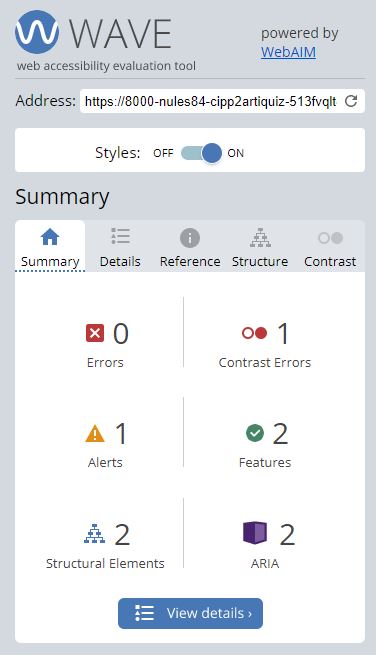 WAVE
powered by
WebAIM
web accessibility evaluation tool
Address: https://8000-nules84-cipp2artiquiz-513fvqlt
Styles: OFF ON
Summary
Summary Details Reference Structure Contrast
0 1
Errors Contrast Errors
1 2
Alerts Features
2 2
Structural Elements ARIA
View details ›